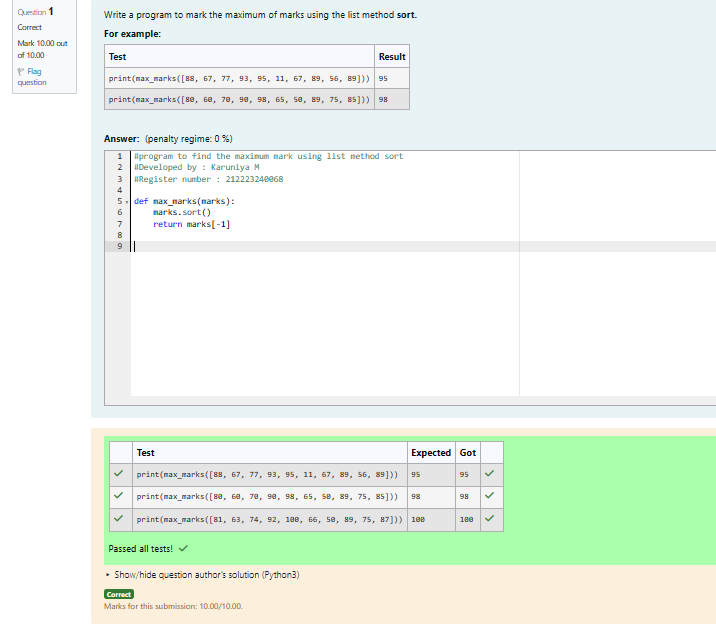 Question 1
Correct
Mark 10.00 out
of 10.00
Flag
question
Write a program to mark the maximum of marks using the list method sort.
For example:
Test Result
print(max_marks([88, 67, 77, 93, 95, 11, 67, 89, 56, 89])) 95
print(max_marks([80, 60, 70, 90, 98, 65, 50, 89, 75, 85])) 98
Answer: (penalty regime: 0 %)
1 #program to find the maximum mark using list method sort
2 #Developed by : Karuniya M
3 #Register number : 212223240068
4
5 def max_marks(marks):
6 marks.sort()
7 return marks[-1]
8
9
Test Expected Got
print(max_marks([88, 67, 77, 93, 95, 11, 67, 89, 56, 89])) 95 95
print(max_marks([80, 60, 70, 90, 98, 65, 50, 89, 75, 85])) 98 98
print(max_marks([81, 63, 74, 92, 100, 66, 50, 89, 75, 87])) 100 100
Passed all tests!
Show/hide question author's solution (Python3)
Correct
Marks for this submission: 10.00/10.00.